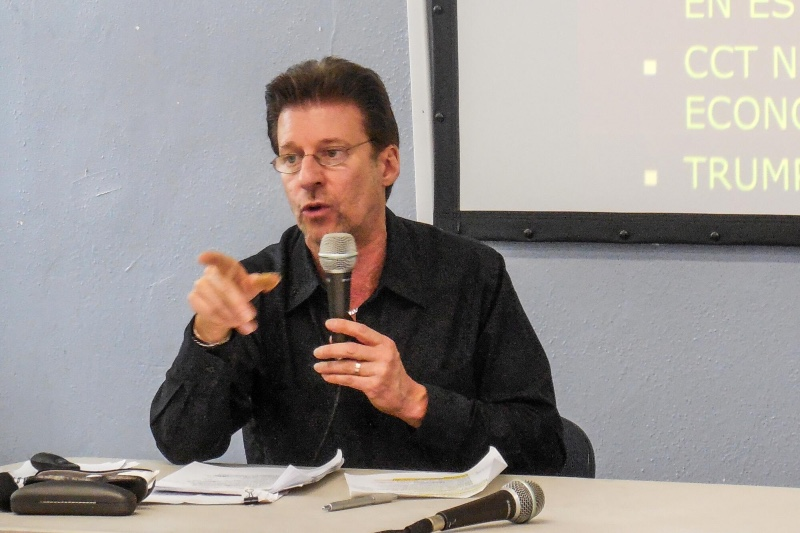 EN ES
▪ CCT N
ECONO
▪ TRUMP